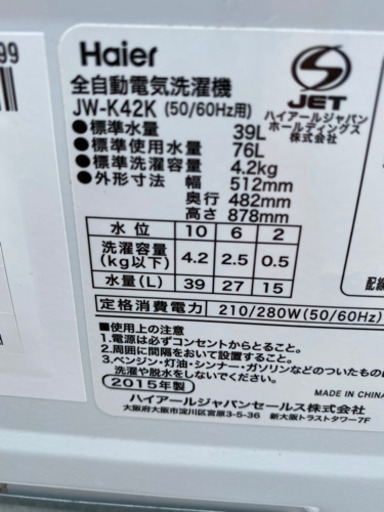 99
Haier
全自動電気洗濯機
JW-K42K (50/60Hz用)
JET
ハイアールジャパン
ホールディングス
株式会社
●標準水量 39L
●標準使用水量 76L
●標準洗濯容量 4.2kg
●外形寸法 幅 512mm
奥行 482mm
高さ 878mm
水位 10 6 2
洗濯容量 (kg以下) 4.2 2.5 0.5
水量(L) 39 27 15
定格消費電力 210/280W(50/60Hz)
■使用上の注意
1.電源は必ずコンセントからとること。
2.周囲に間隔をおいて設置すること。
3.ベンジン・灯油・シンナー・ガソリンなどのついたものは
洗濯や脱水をしないでください。
2015年製
MADE IN CHINA
ハイアールジャパンセールス株式会社
大阪府大阪市淀川区宮原3-5-36 新大阪トラストタワー7F
配線